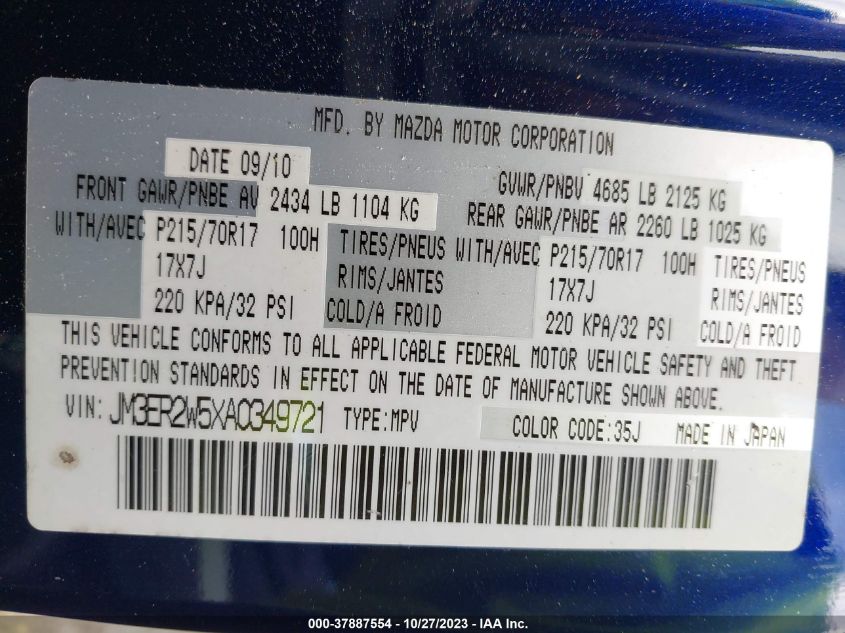 MFD. BY MAZDA MOTOR CORPORATION
DATE 09/10 GVWR/PNBV 4685 LB 2125 KG
FRONT GAWR/PNBE AV 2434 LB 1104 KG REAR GAWR/PNBE AR 2260 LB 1025 KG
WITH/AVEC P215/70R17 100H TIRES/PNEUS WITH/AVEC P215/70R17 100H TIRES/PNEUS
17X7J RIMS/JANTES 17X7J RIMS/JANTES
220 KPA/32 PSI COLD/A FROID 220 KPA/32 PSI COLD/A FROID
THIS VEHICLE CONFORMS TO ALL APPLICABLE FEDERAL MOTOR VEHICLE SAFETY AND THEFT
PREVENTION STANDARDS IN EFFECT ON THE DATE OF MANUFACTURE SHOWN ABOVE.
VIN: JM3ER2W5XA0349721 TYPE:MPV COLOR CODE:35J MADE IN JAPAN
000-37887554 - 10/27/2023 - Copyright © 2023 IAA, Inc.